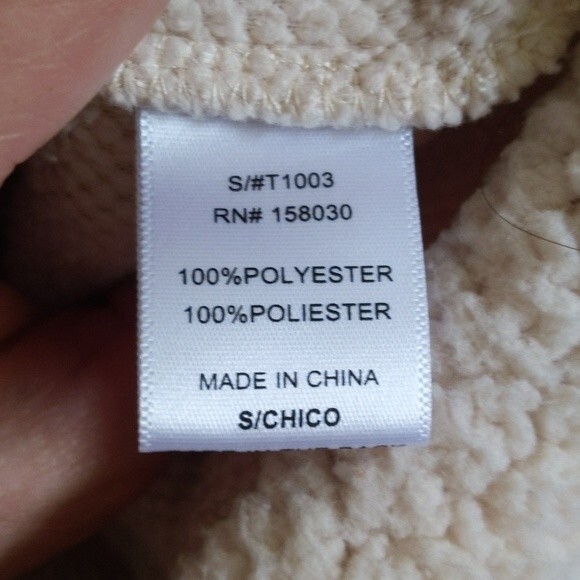 S/#T1003
RN# 158030
100%POLYESTER
100%POLIESTER
MADE IN CHINA
S/CHICO